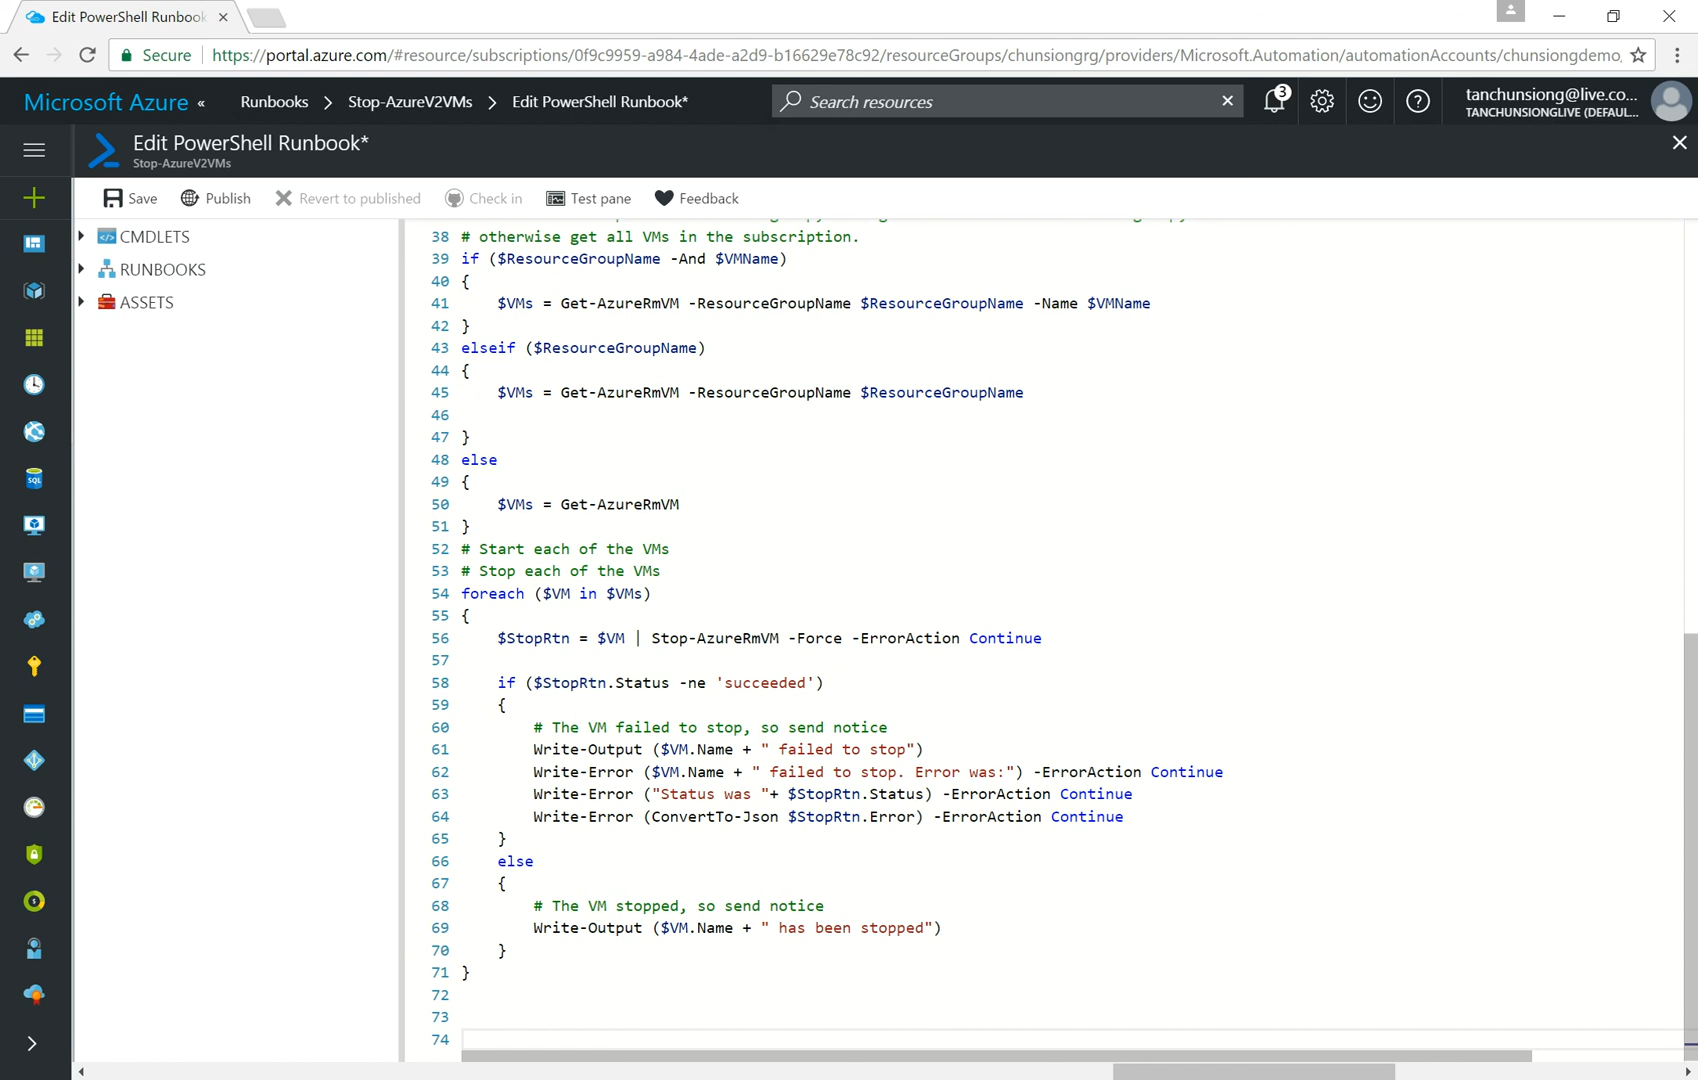 Edit PowerShell Runbook
Secure
https://portal.azure.com/#resource/subscriptions/0f9c9959-a984-4ade-a2d9-b16629e78c92/resourceGroups/chunsiongrg/providers/Microsoft.Automation/automationAccounts/chunsiongdemo
Microsoft Azure «
Runbooks > Stop-AzureV2VMs > Edit PowerShell Runbook*
Search resources
3
tanchunsiong@live.co...
TANCHUNSIONGLIVE (DEFAUL...
Edit PowerShell Runbook*
Stop-AzureV2VMs
Save Publish Revert to published Check in Test pane Feedback
CMDLETS
RUNBOOKS
ASSETS
SQL
38 # otherwise get all VMs in the subscription.
39 if ($ResourceGroupName -And $VMName)
40 {
41 $VMs = Get-AzureRmVM -ResourceGroupName $ResourceGroupName -Name $VMName
42 }
43 elseif ($ResourceGroupName)
44 {
45 $VMs = Get-AzureRmVM -ResourceGroupName $ResourceGroupName
46
47 }
48 else
49 {
50 $VMs = Get-AzureRmVM
51 }
52 # Start each of the VMs
53 # Stop each of the VMs
54 foreach ($VM in $VMs)
55 {
56 $StopRtn = $VM | Stop-AzureRmVM -Force -ErrorAction Continue
57
58 if ($StopRtn.Status -ne 'succeeded')
59 {
60 # The VM failed to stop, so send notice
61 Write-Output ($VM.Name + " failed to stop")
62 Write-Error ($VM.Name + " failed to stop. Error was:") -ErrorAction Continue
63 Write-Error ("Status was "+ $StopRtn.Status) -ErrorAction Continue
64 Write-Error (ConvertTo-Json $StopRtn.Error) -ErrorAction Continue
65 }
66 else
67 {
68 # The VM stopped, so send notice
69 Write-Output ($VM.Name + " has been stopped")
70 }
71 }
72
73
74